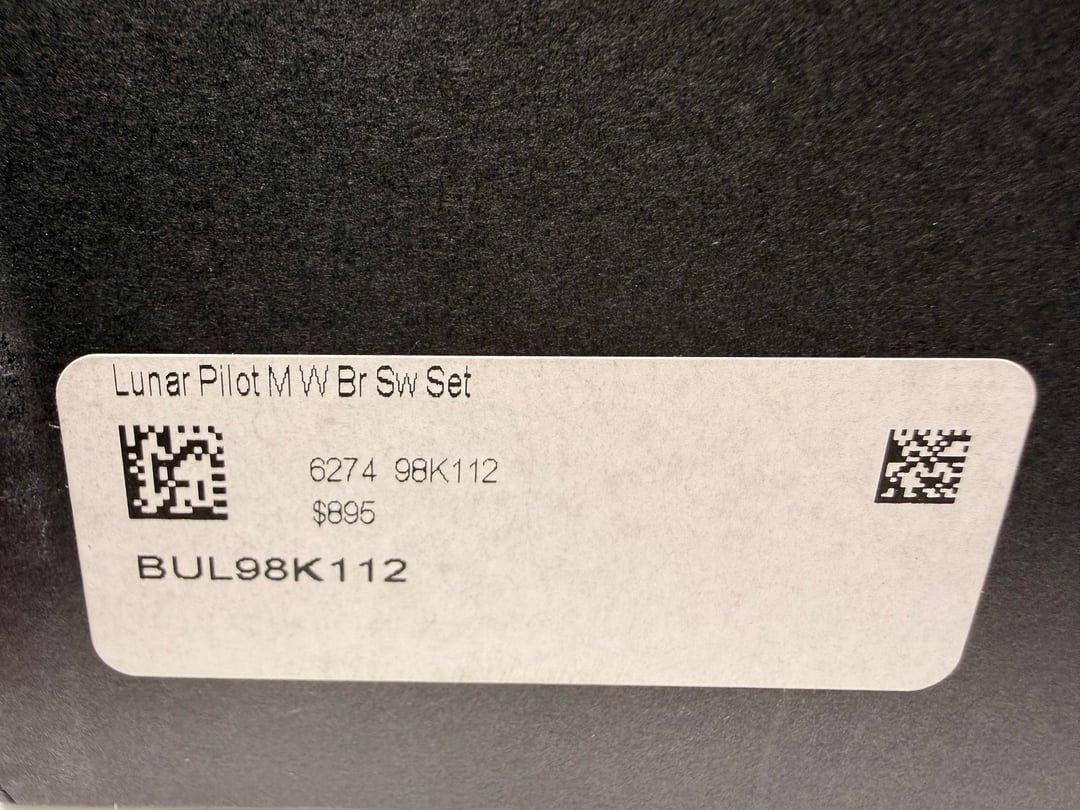 Lunar Pilot M W Br Sw Set
6274 98K112
$895
BUL98K112